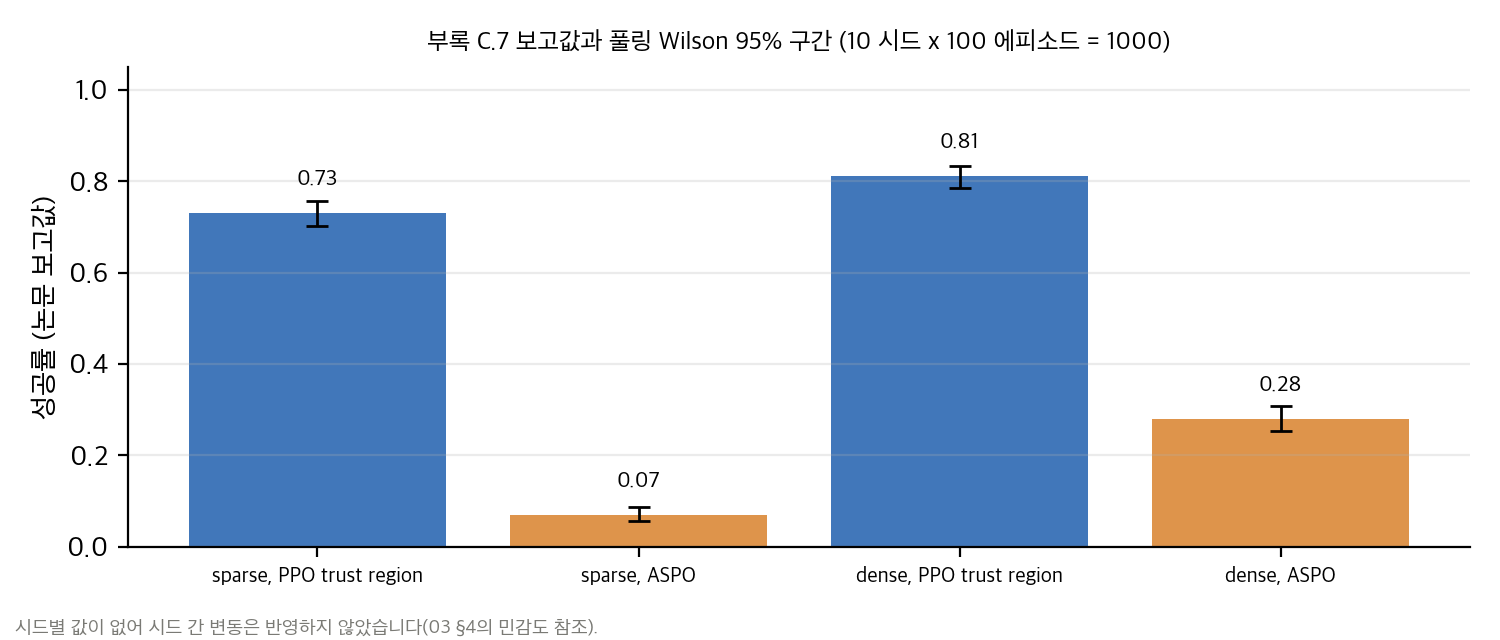 부록 C.7 보고값과 풀링 Wilson 95% 구간 (10 시드 x 100 에피소드 = 1000)
성공률 (논문 보고값)
1.0
0.8
0.6
0.4
0.2
0.0
0.73
0.07
0.81
0.28
sparse, PPO trust region
sparse, ASPO
dense, PPO trust region
dense, ASPO
시드별 값이 없어 시드 간 변동은 반영하지 않았습니다(03 §4의 민감도 참조).